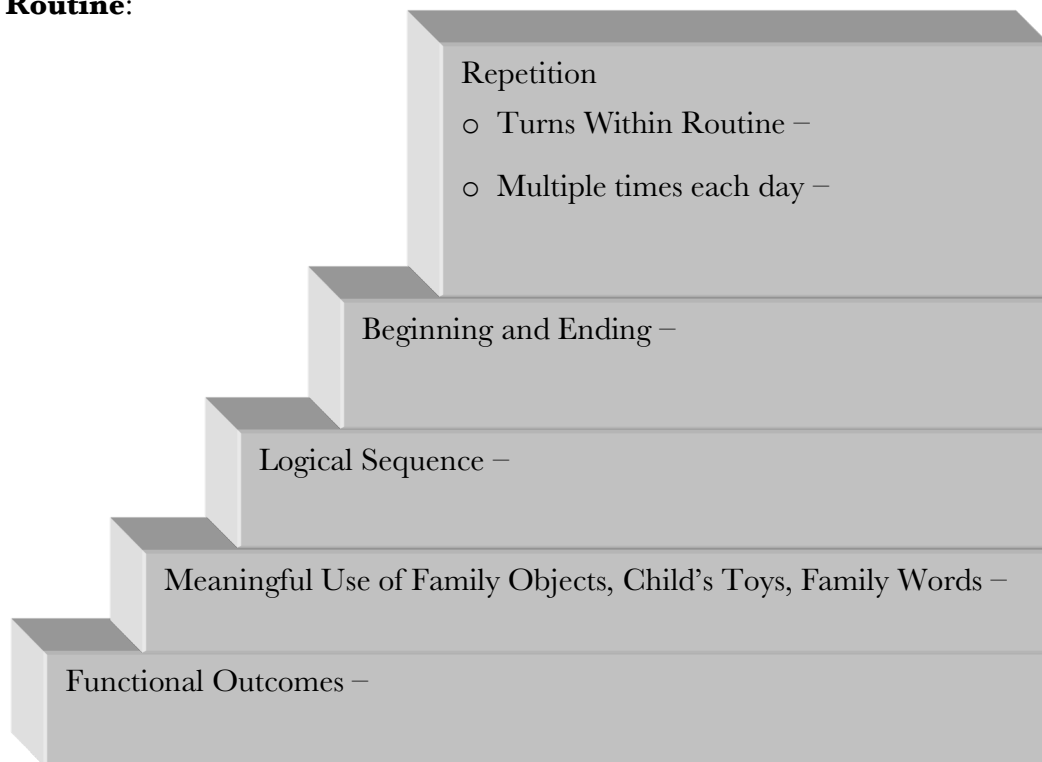 Routine:
Repetition
o Turns Within Routine –
o Multiple times each day –
Beginning and Ending –
Logical Sequence –
Meaningful Use of Family Objects, Child’s Toys, Family Words –
Functional Outcomes –